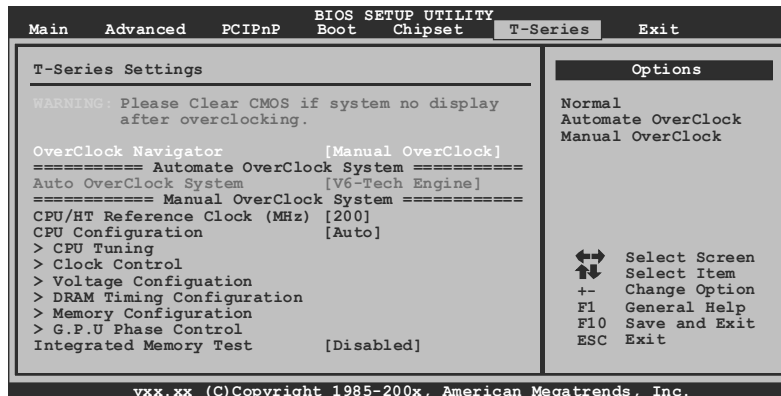 BIOS SETUP UTILITY
Main Advanced PCIPnP Boot Chipset T-Series Exit
T-Series Settings
WARNING: Please Clear CMOS if system no display
after overclocking.
OverClock Navigator [Manual OverClock]
=========== Automate OverClock System ===========
Auto OverClock System [V6-Tech Engine]
============ Manual OverClock System ============
CPU/HT Reference Clock (MHz) [200]
CPU Configuration [Auto]
> CPU Tuning
> Clock Control
> Voltage Configuation
> DRAM Timing Configuration
> Memory Configuration
> G.P.U Phase Control
Integrated Memory Test [Disabled]
Options
Normal
Automate OverClock
Manual OverClock
Select Screen
Select Item
+- Change Option
F1 General Help
F10 Save and Exit
ESC Exit
vxx.xx (C)Copyright 1985-200x, American Megatrends, Inc.